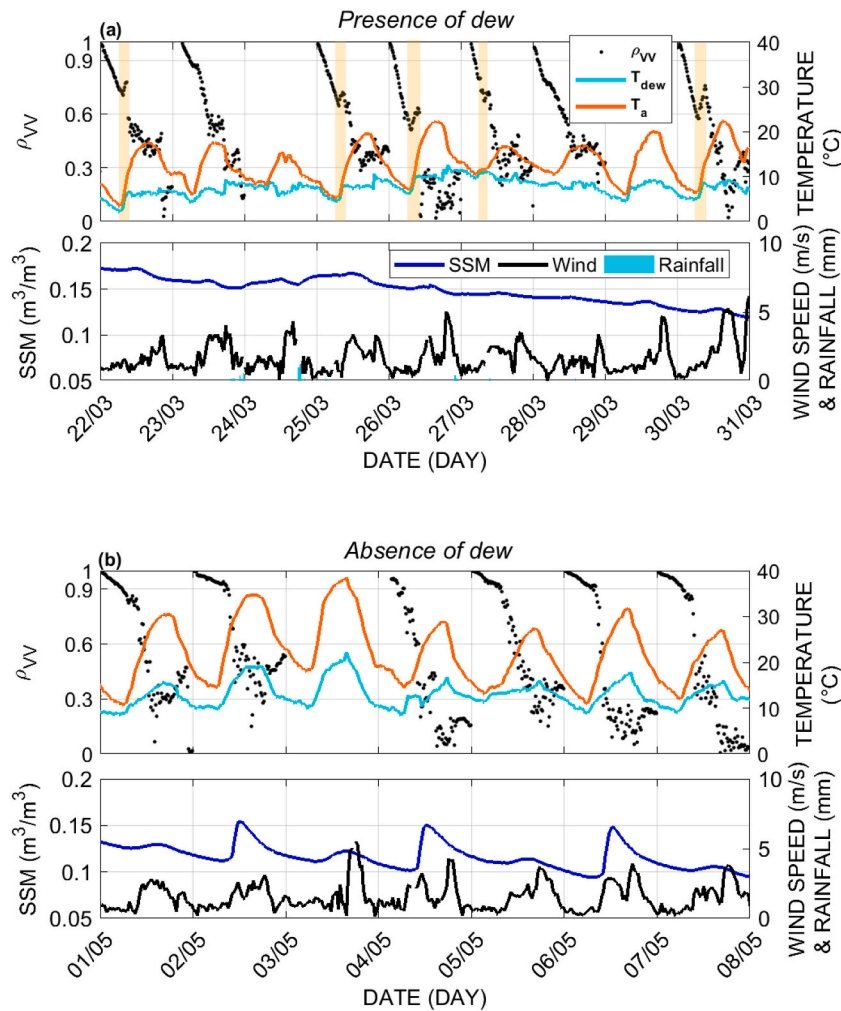 (a) Presence of dew
1
0.9
0.6
0.3
0
ρVV
40
30
20
10
0
TEMPERATURE
(°C)
ρVV
Tdew
Ta
0.2
0.15
0.1
0.05
SSM (m³/m³)
SSM Wind Rainfall
10
5
0
WIND SPEED (m/s)
& RAINFALL (mm)
22/03 23/03 24/03 25/03 26/03 27/03 28/03 29/03 30/03 31/03
DATE (DAY)
(b) Absence of dew
1
0.9
0.6
0.3
0
ρVV
40
30
20
10
0
TEMPERATURE
(°C)
0.2
0.15
0.1
0.05
SSM (m³/m³)
10
5
0
WIND SPEED (m/s)
& RAINFALL (mm)
01/05 02/05 03/05 04/05 05/05 06/05 07/05 08/05
DATE (DAY)